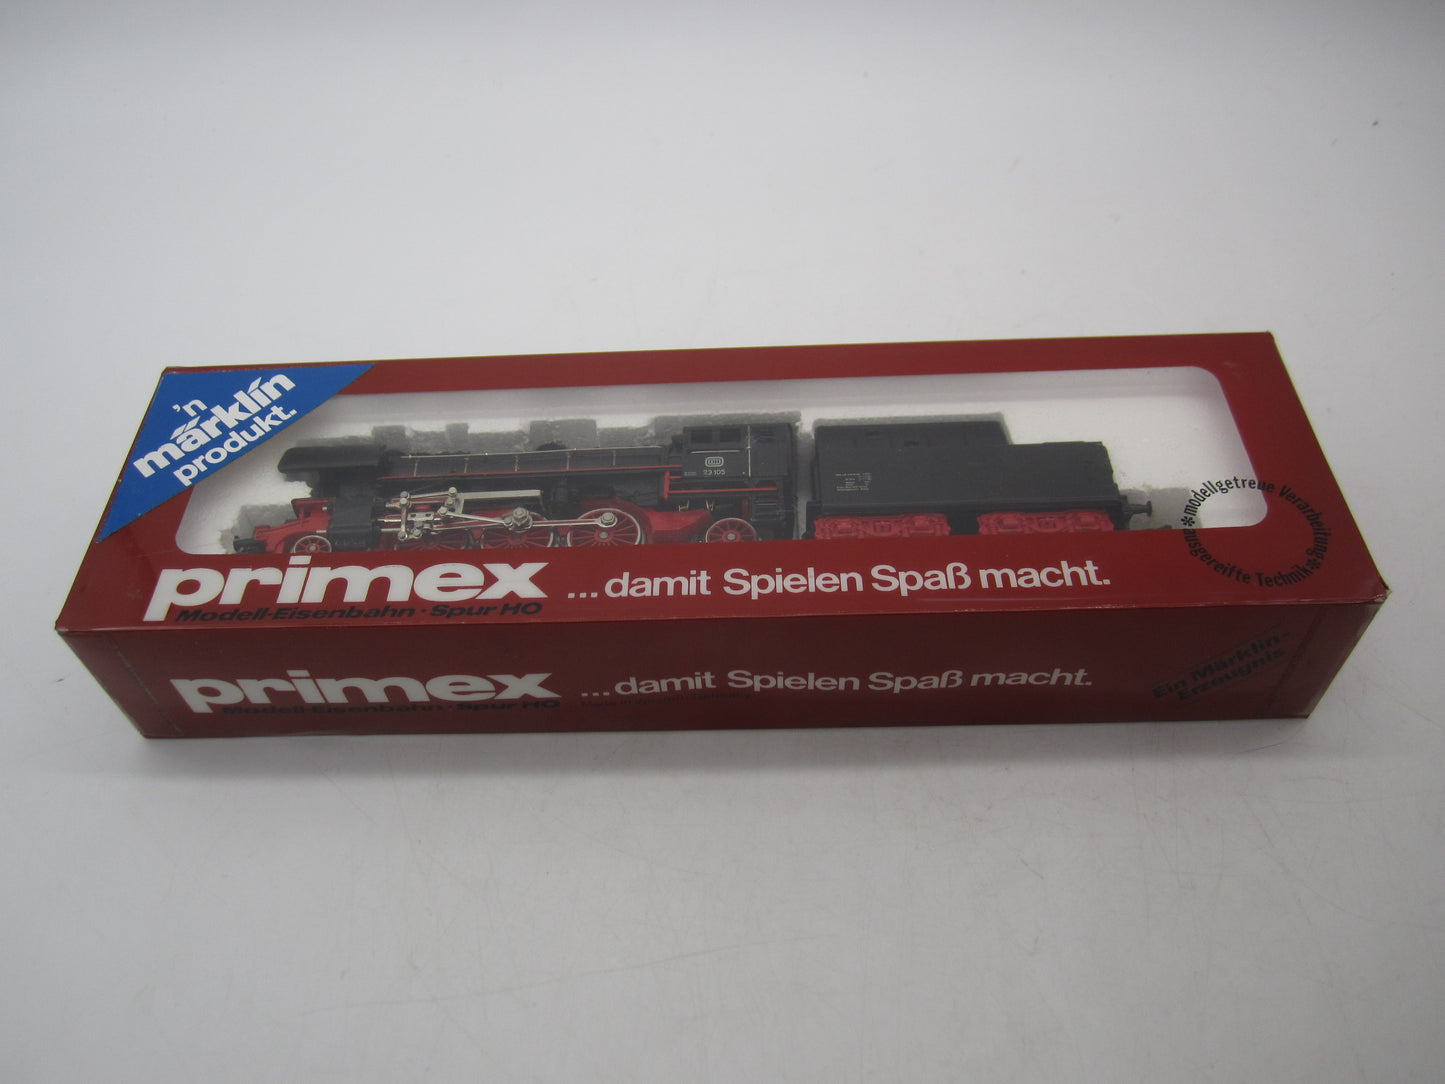 'n
märklin
produkt.
DB
23 105
primex ...damit Spielen Spaß macht.
Modell-Eisenbahn · Spur HO
✻modellgetreue Verarbeitung✻ausgereifte Technik
primex ...damit Spielen Spaß macht.
Modell-Eisenbahn · Spur HO
Ein Märklin-
Erzeugnis